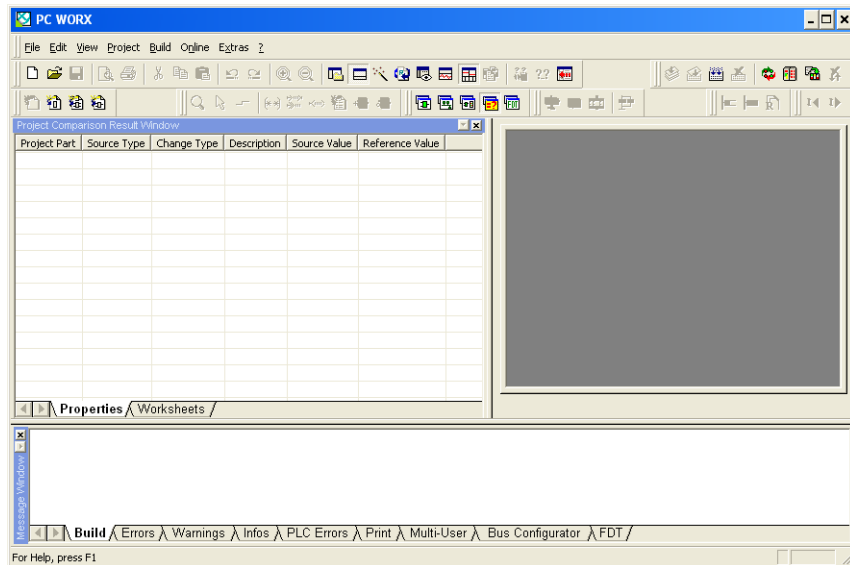 PC WORX
File Edit View Project Build Online Extras ?
Project Comparison Result Window
Project Part Source Type Change Type Description Source Value Reference Value
Properties Worksheets
Message Window
Build Errors Warnings Infos PLC Errors Print Multi-User Bus Configurator FDT
For Help, press F1